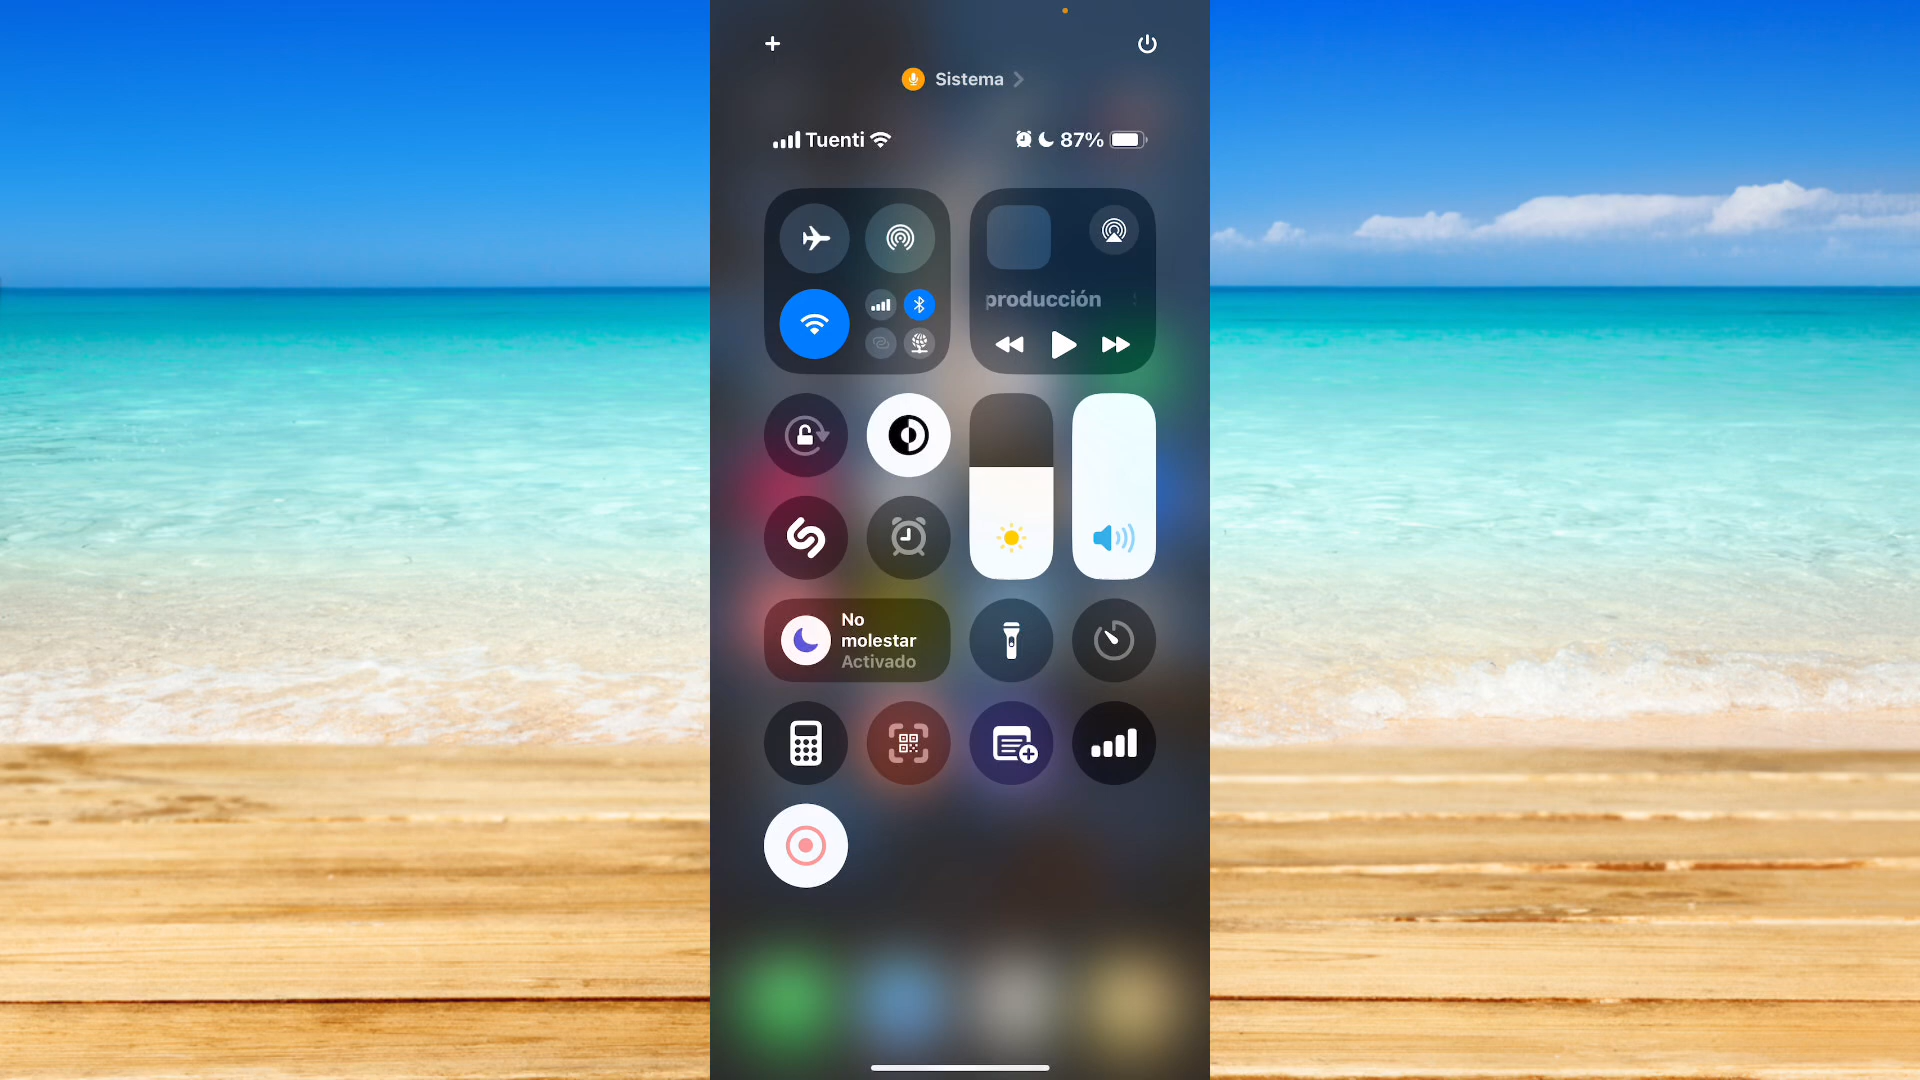 Sistema
Tuenti
87%
producción
No
molestar
Activado